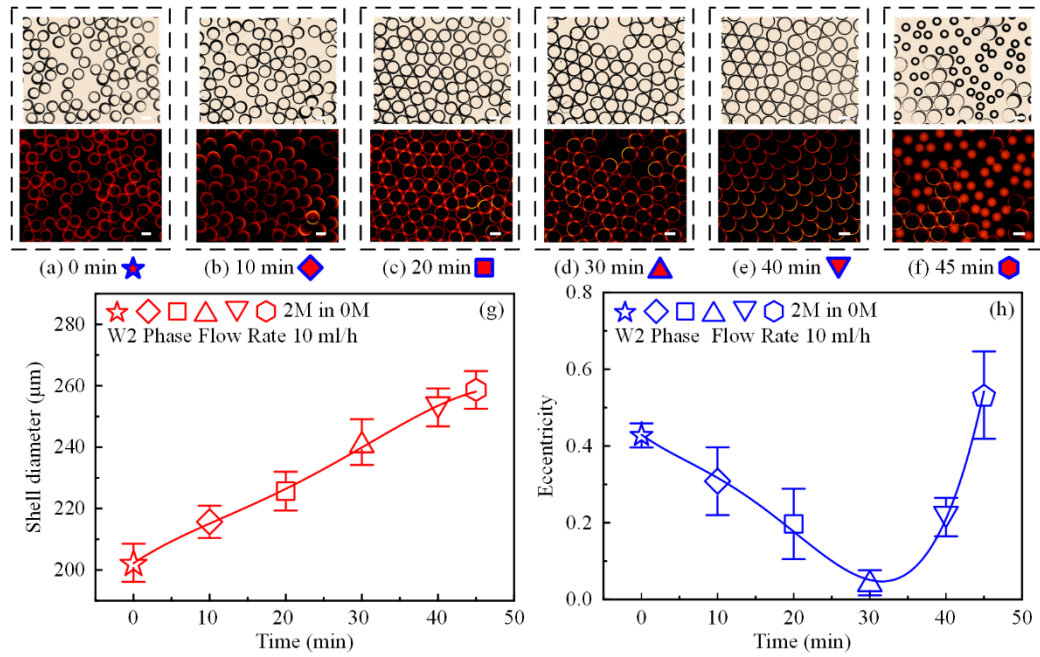 (a) 0 min
(b) 10 min
(c) 20 min
(d) 30 min
(e) 40 min
(f) 45 min
280
260
240
220
200
Shell diameter (μm)
2M in 0M
(g)
W2 Phase Flow Rate 10 ml/h
0
10
20
30
40
50
Time (min)
0.8
0.6
0.4
0.2
0.0
Eccentricity
2M in 0M
(h)
W2 Phase Flow Rate 10 ml/h
0
10
20
30
40
50
Time (min)